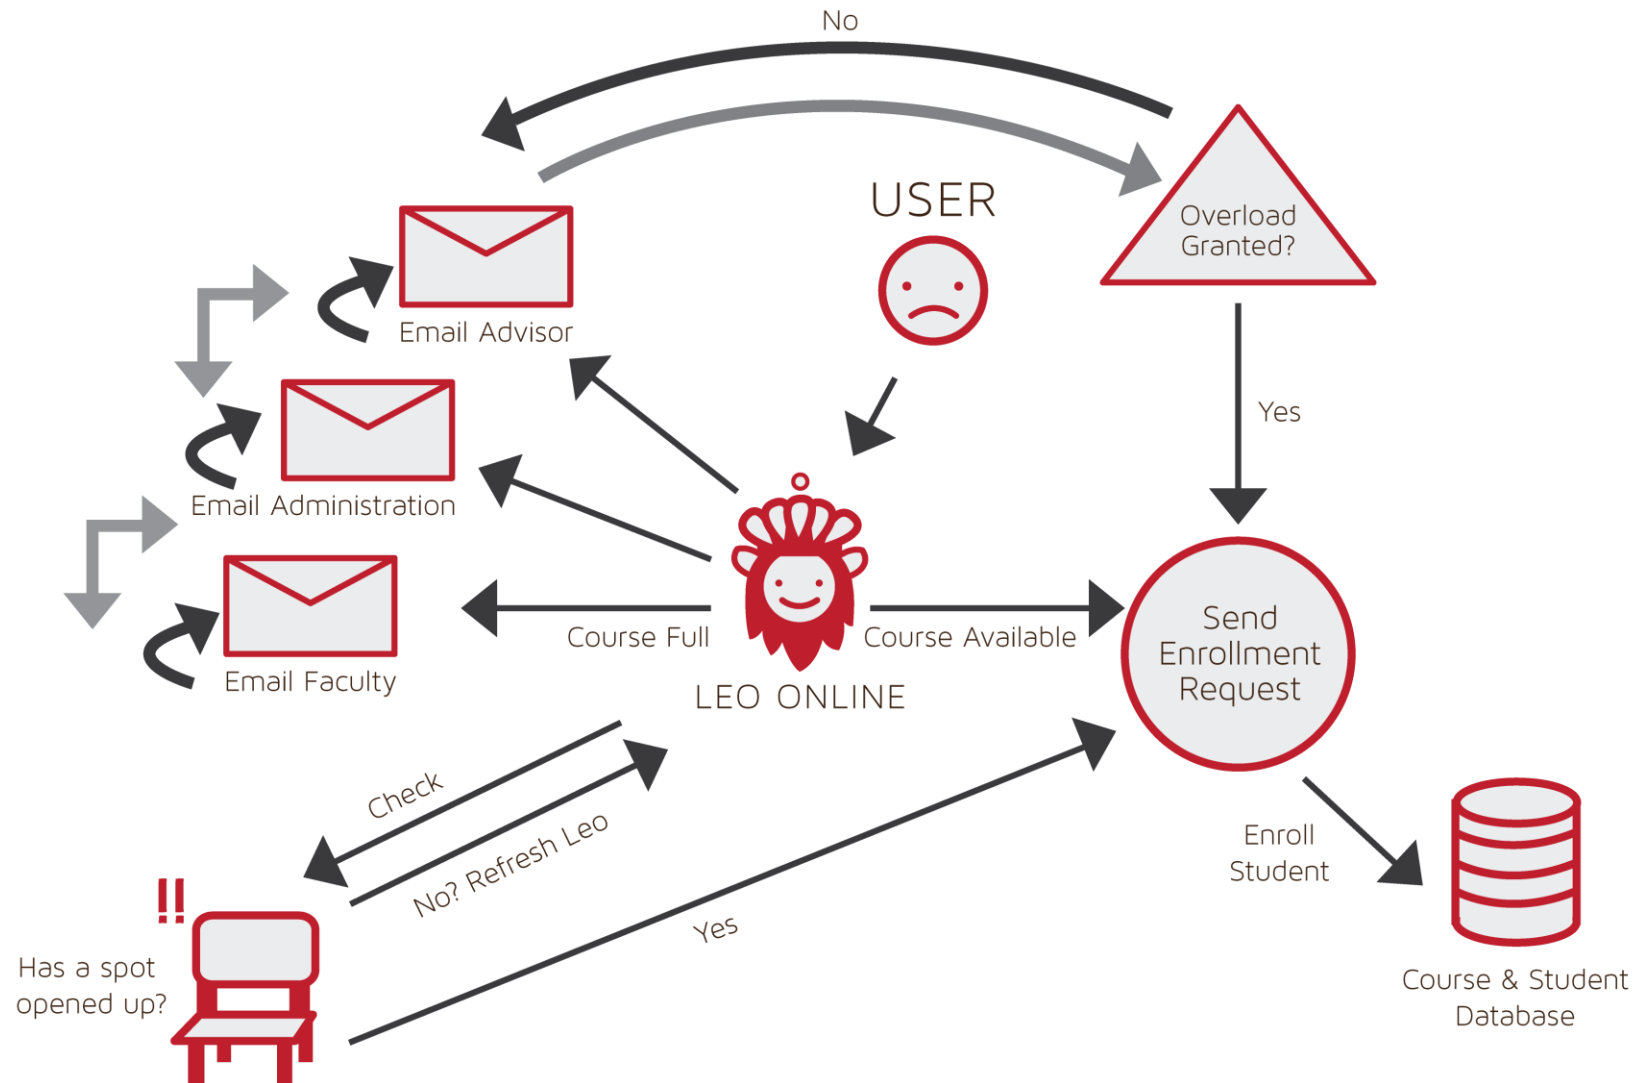 No
USER
Overload
Granted?
Email Advisor
Yes
Email Administration
Send
Enrollment
Request
Course Full
Course Available
Email Faculty
LEO ONLINE
Check
No? Refresh Leo
Enroll
Student
Yes
!!
Has a spot
opened up?
Course & Student
Database